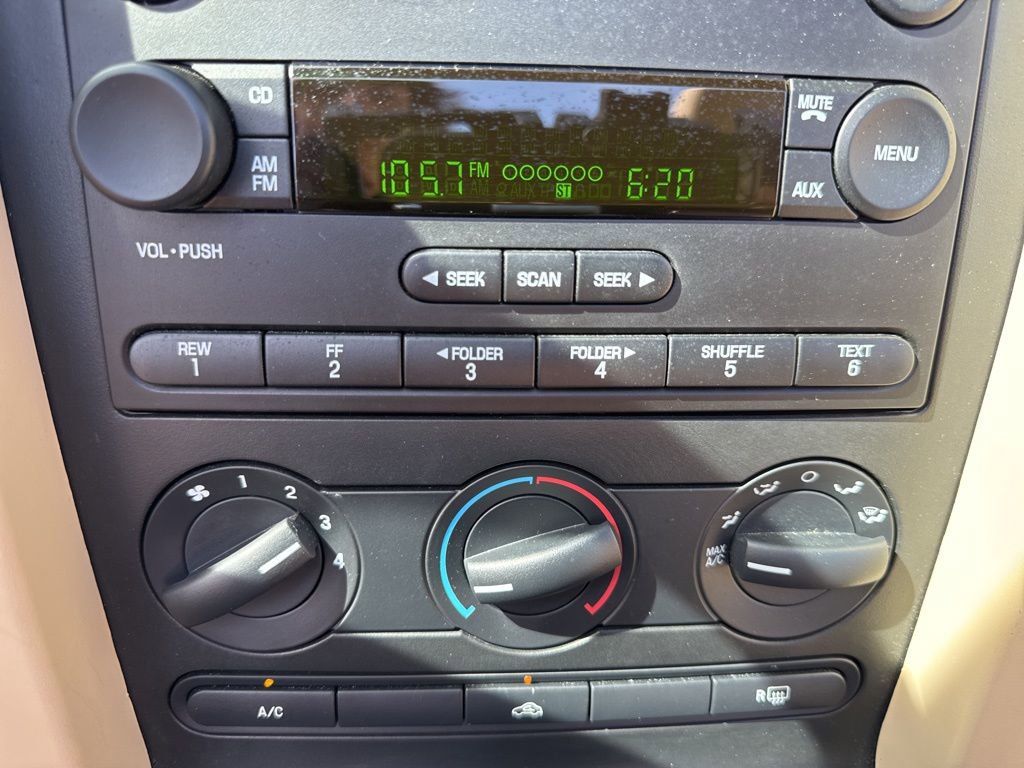 CD
MUTE
MENU
AM
FM
105.7 FM
ST
6:20
AUX
VOL•PUSH
◄ SEEK
SCAN
SEEK ►
REW
1
FF
2
◄FOLDER
3
FOLDER►
4
SHUFFLE
5
TEXT
6
1
2
3
4
MAX
A/C
A/C
R